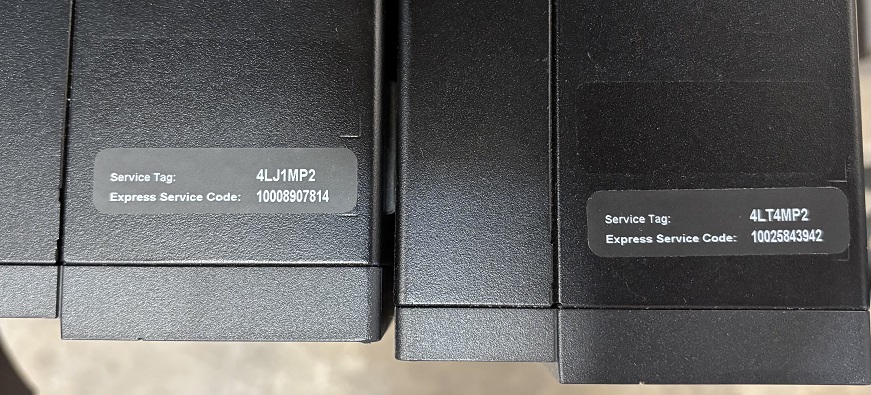 Service Tag: 4LJ1MP2
Express Service Code: 10008907814
Service Tag: 4LT4MP2
Express Service Code: 10025843942